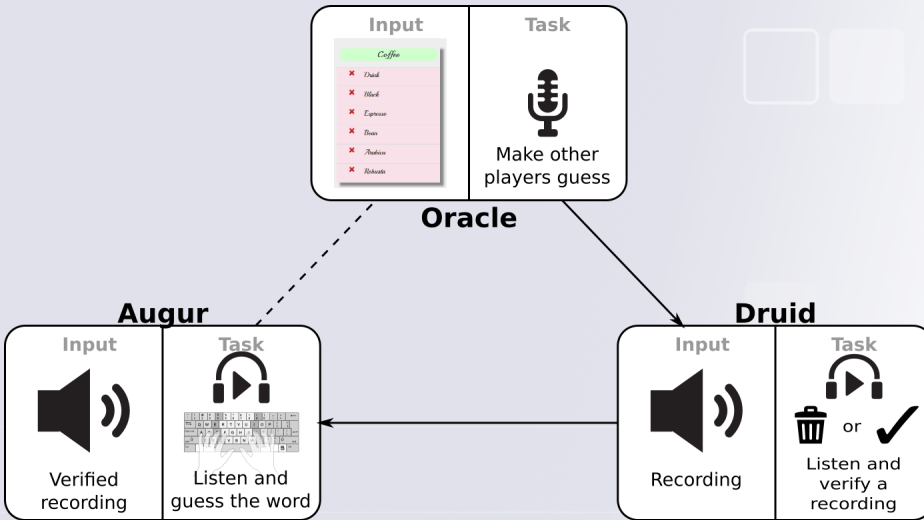 Input
Task
Coffee
Drink
Black
Espresso
Bean
Arabica
Robusta
Make other
players guess
Oracle
Augur
Input
Task
Verified
recording
Listen and
guess the word
Druid
Input
Task
Recording
or
Listen and
verify a
recording